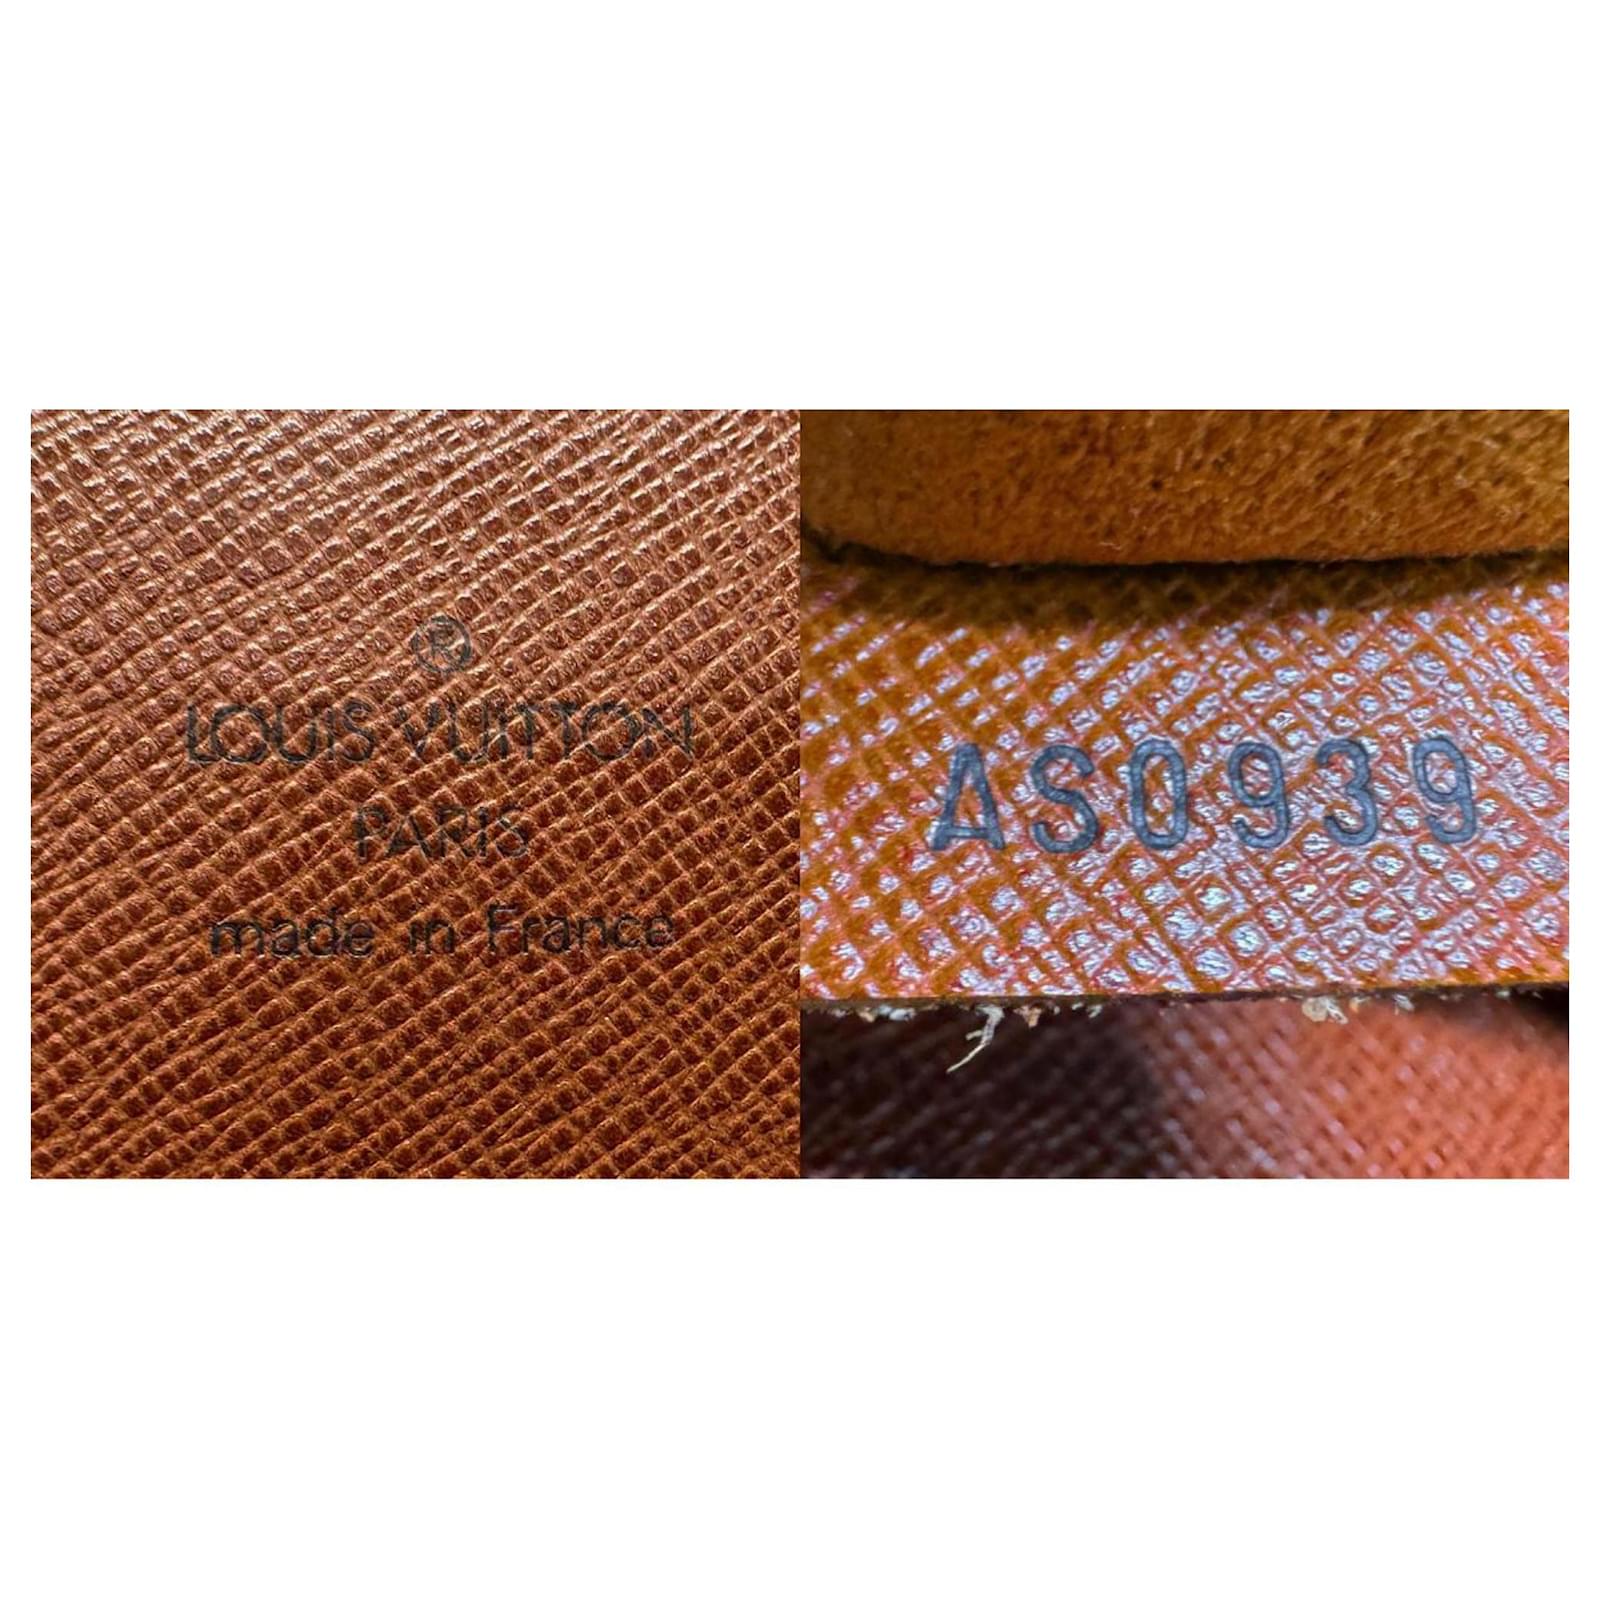 ®
LOUIS VUITTON
PARIS
made in France
AS0939